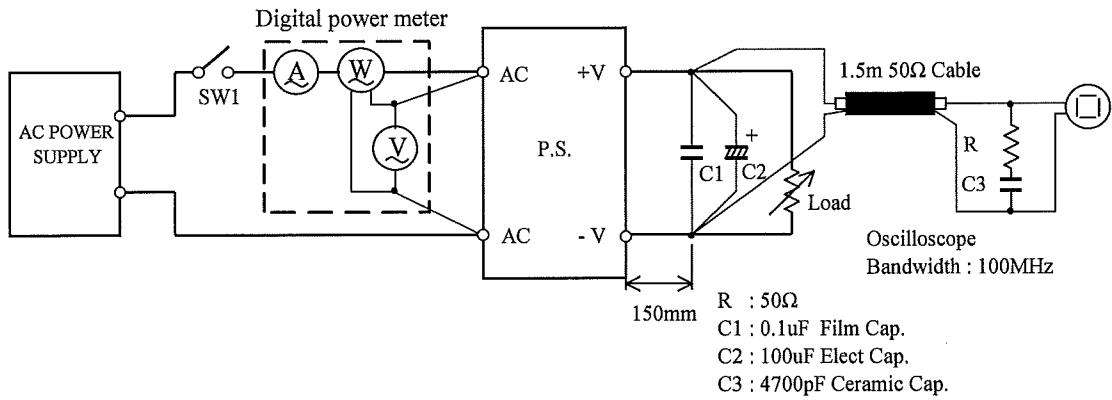 Digital power meter
AC POWER
SUPPLY
SW1
A
W
V
AC
AC
P.S.
+V
- V
C1
+
C2
Load
150mm
1.5m 50Ω Cable
R
C3
Oscilloscope
Bandwidth : 100MHz
R : 50Ω
C1 : 0.1uF Film Cap.
C2 : 100uF Elect Cap.
C3 : 4700pF Ceramic Cap.